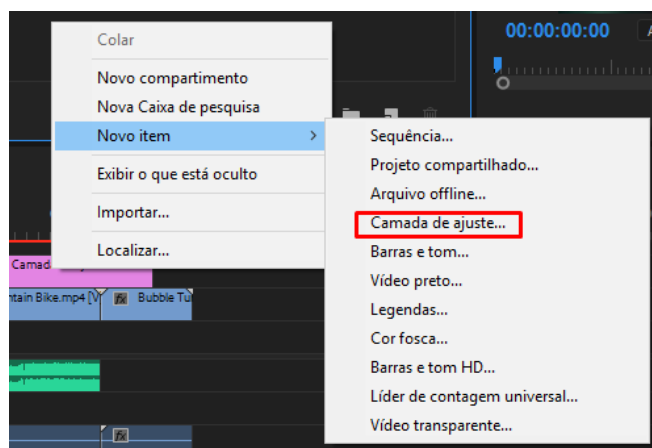 00:00:00:00
Colar
Novo compartimento
Nova Caixa de pesquisa
Novo item
Exibir o que está oculto
Importar...
Localizar...
Sequência...
Projeto compartilhado...
Arquivo offline...
Camada de ajuste...
Barras e tom...
Vídeo preto...
Legendas...
Cor fosca...
Barras e tom HD...
Líder de contagem universal...
Vídeo transparente...
Camad
ntain Bike.mp4 [V fx Bubble Tu
fx